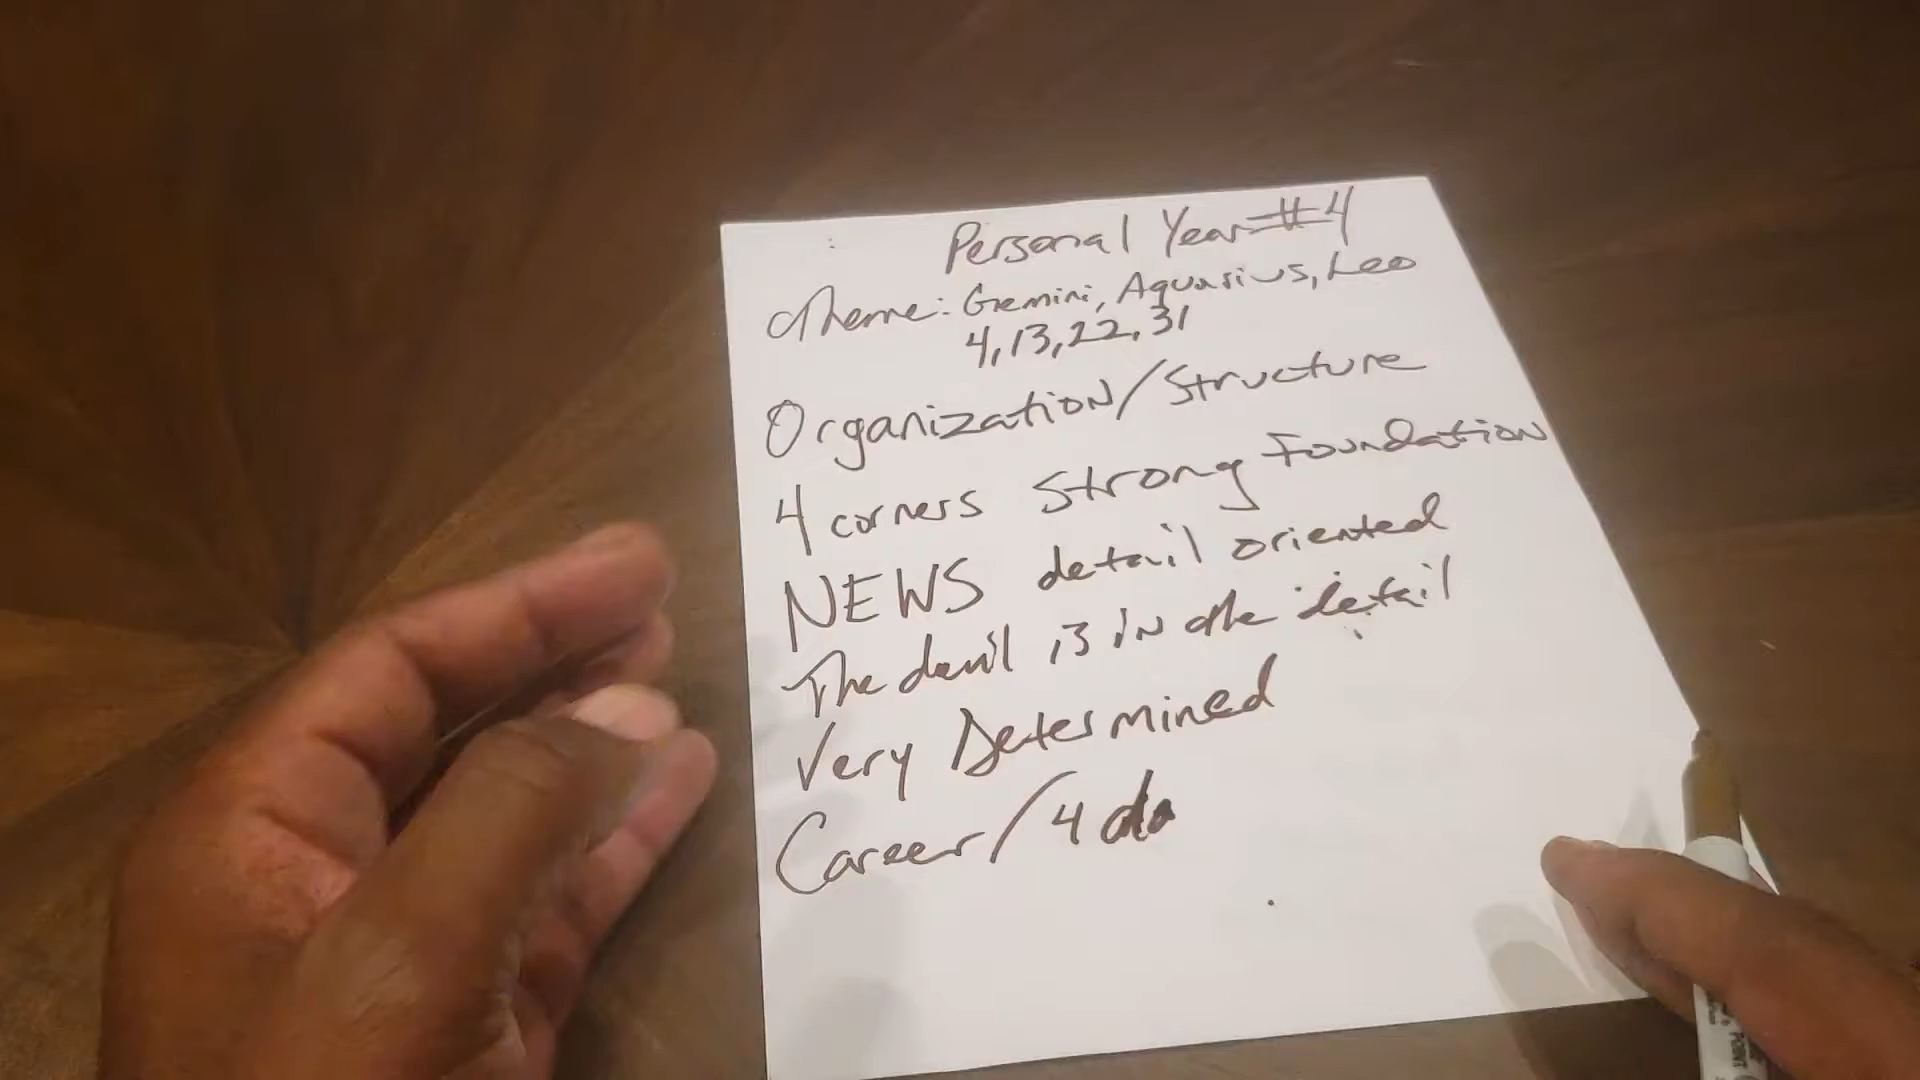 Personal Year #4
Theme: Gemini, Aquarius, Leo
4, 13, 22, 31
Organization/Structure
4 corners Strong Foundation
NEWS detail oriented
The devil is in the detail
Very Determined
Career/4 do